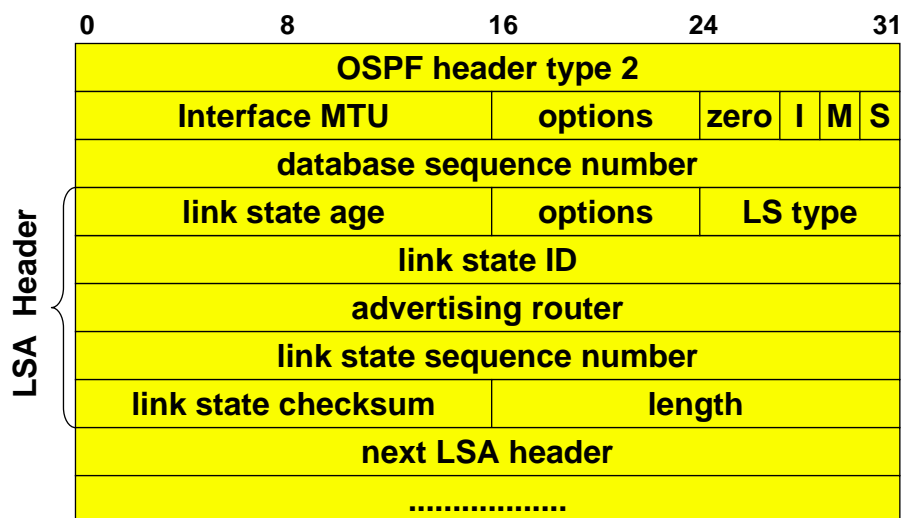 0 8 16 24 31
OSPF header type 2
Interface MTU options zero I M S
database sequence number
link state age options LS type
link state ID
advertising router
link state sequence number
link state checksum length
next LSA header
..................
LSA Header